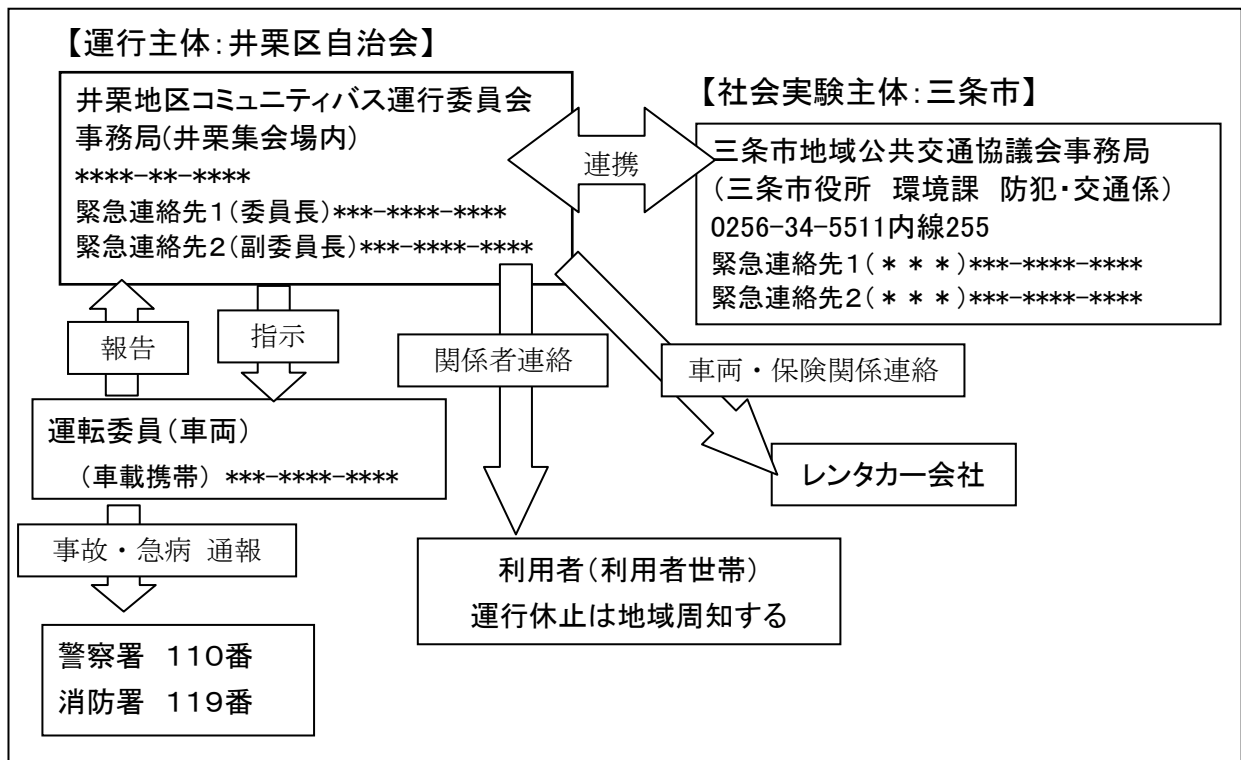 【運行主体：井栗区自治会】
井栗地区コミュニティバス運行委員会
事務局(井栗集会場内)
****-**-****
緊急連絡先1（委員長）***-****-****
緊急連絡先２（副委員長）***-****-****
連携
【社会実験主体：三条市】
三条市地域公共交通協議会事務局
（三条市役所　環境課　防犯・交通係）
0256-34-5511内線255
緊急連絡先1（＊＊＊）***-****-****
緊急連絡先２（＊＊＊）***-****-****
報告
指示
関係者連絡
車両・保険関係連絡
運転委員（車両）
（車載携帯）***-****-****
レンタカー会社
事故・急病 通報
利用者（利用者世帯）
運行休止は地域周知する
警察署　１１０番
消防署　１１９番